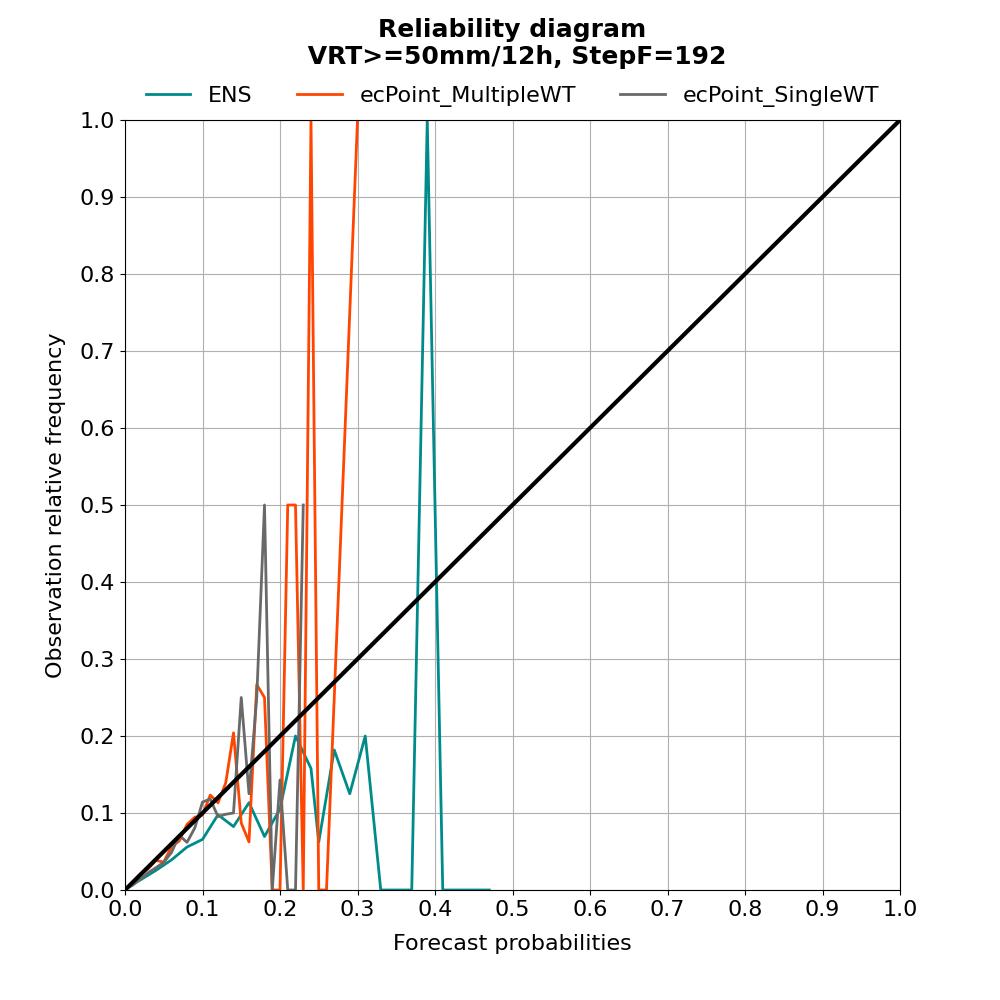 Reliability diagram
VRT>=50mm/12h, StepF=192
ENS ecPoint_MultipleWT ecPoint_SingleWT
1.0
0.9
0.8
0.7
0.6
0.5
0.4
0.3
0.2
0.1
0.0
Observation relative frequency
0.0 0.1 0.2 0.3 0.4 0.5 0.6 0.7 0.8 0.9 1.0
Forecast probabilities